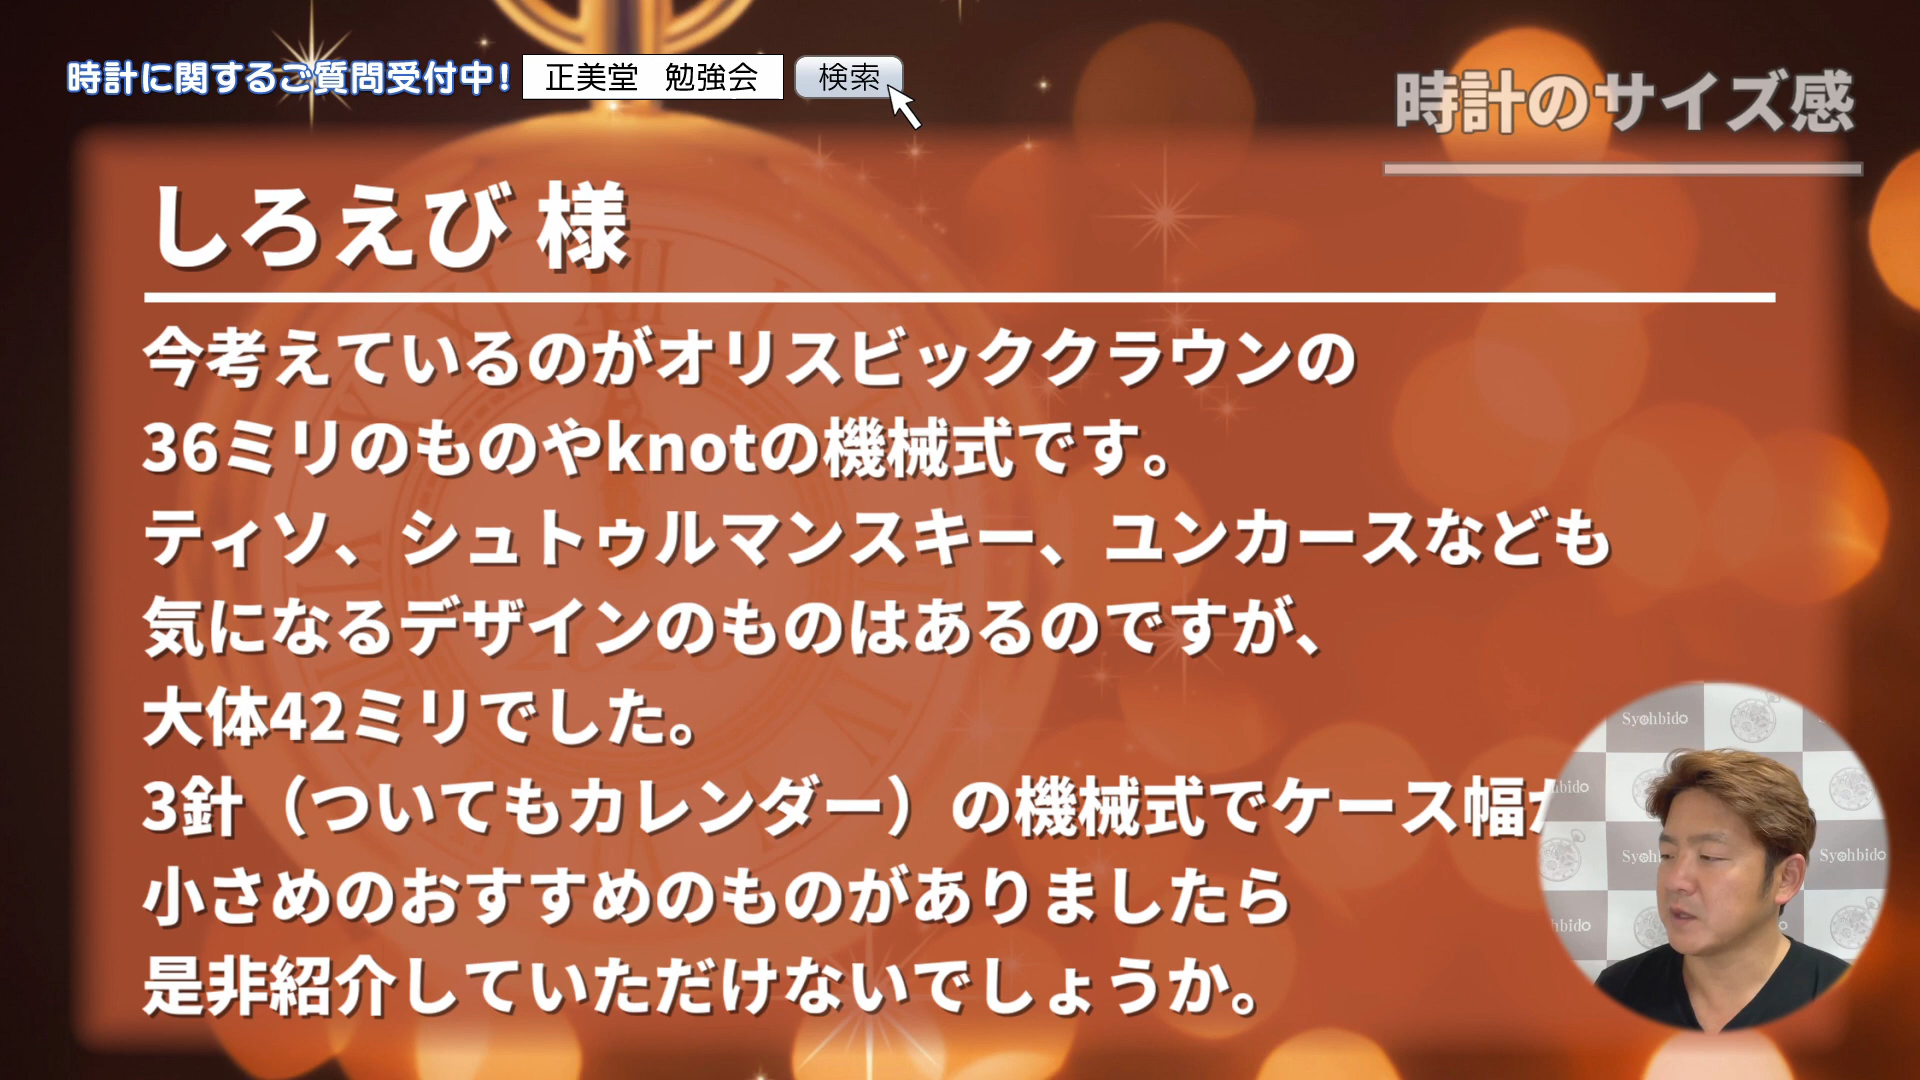 時計に関するご質問受付中！ 正美堂　勉強会 検索
時計のサイズ感
しろえび 様
今考えているのがオリスビッククラウンの
36ミリのものやknotの機械式です。
ティソ、シュトゥルマンスキー、ユンカースなども
気になるデザインのものはあるのですが、
大体42ミリでした。
3針（ついてもカレンダー）の機械式でケース幅
小さめのおすすめのものがありましたら
是非紹介していただけないでしょうか。
Syohbido
Syohbido